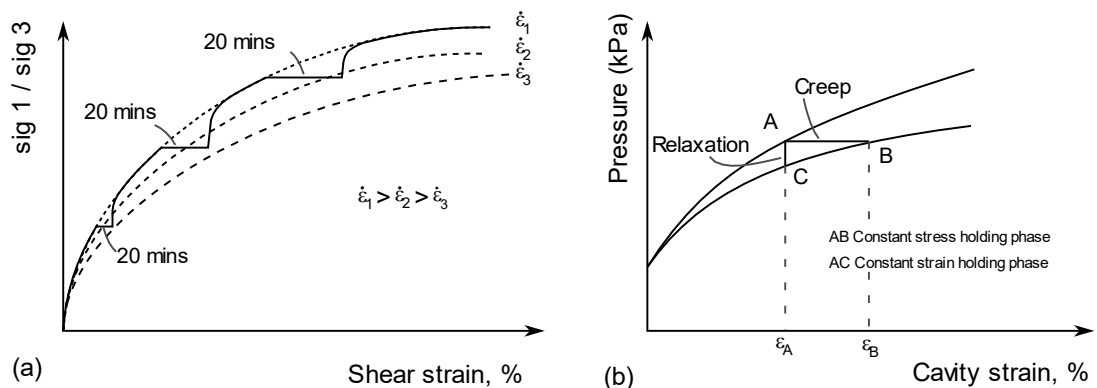 sig 1 / sig 3
20 mins
20 mins
20 mins
ε̇1
ε̇2
ε̇3
ε̇1 > ε̇2 > ε̇3
(a)
Shear strain, %
Pressure (kPa)
A
Creep
Relaxation
B
C
AB Constant stress holding phase
AC Constant strain holding phase
εA
εB
(b)
Cavity strain, %